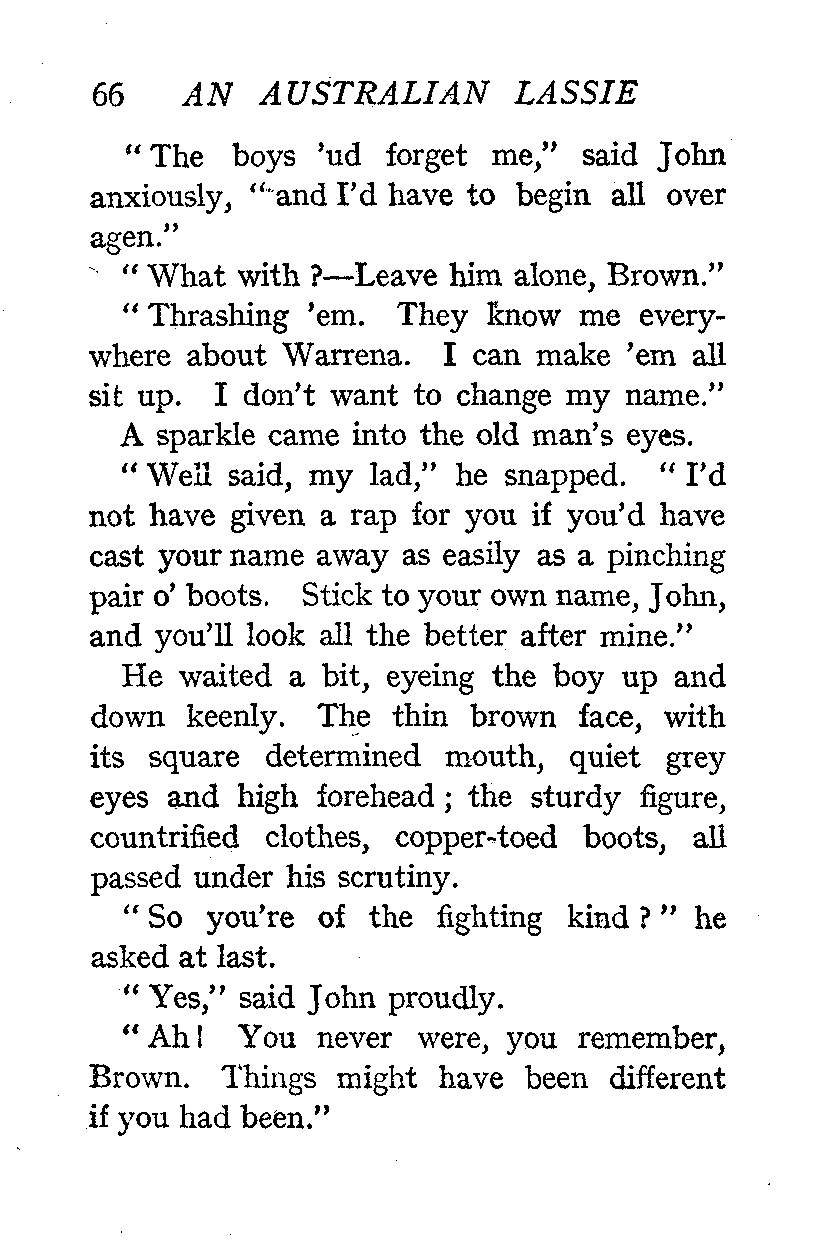 66 AN AUSTRALIAN LASSIE
“ The boys ’ud forget me,” said John
anxiously, “and I’d have to begin all over
agen.”
“ What with ?—Leave him alone, Brown.”
“ Thrashing ’em. They know me every-
where about Warrena. I can make ’em all
sit up. I don’t want to change my name.”
A sparkle came into the old man’s eyes.
“ Well said, my lad,” he snapped. “ I’d
not have given a rap for you if you’d have
cast your name away as easily as a pinching
pair o’ boots. Stick to your own name, John,
and you’ll look all the better after mine.”
He waited a bit, eyeing the boy up and
down keenly. The thin brown face, with
its square determined mouth, quiet grey
eyes and high forehead ; the sturdy figure,
countrified clothes, copper-toed boots, all
passed under his scrutiny.
“ So you’re of the fighting kind ? ” he
asked at last.
“ Yes,” said John proudly.
“ Ah ! You never were, you remember,
Brown. Things might have been different
if you had been.”